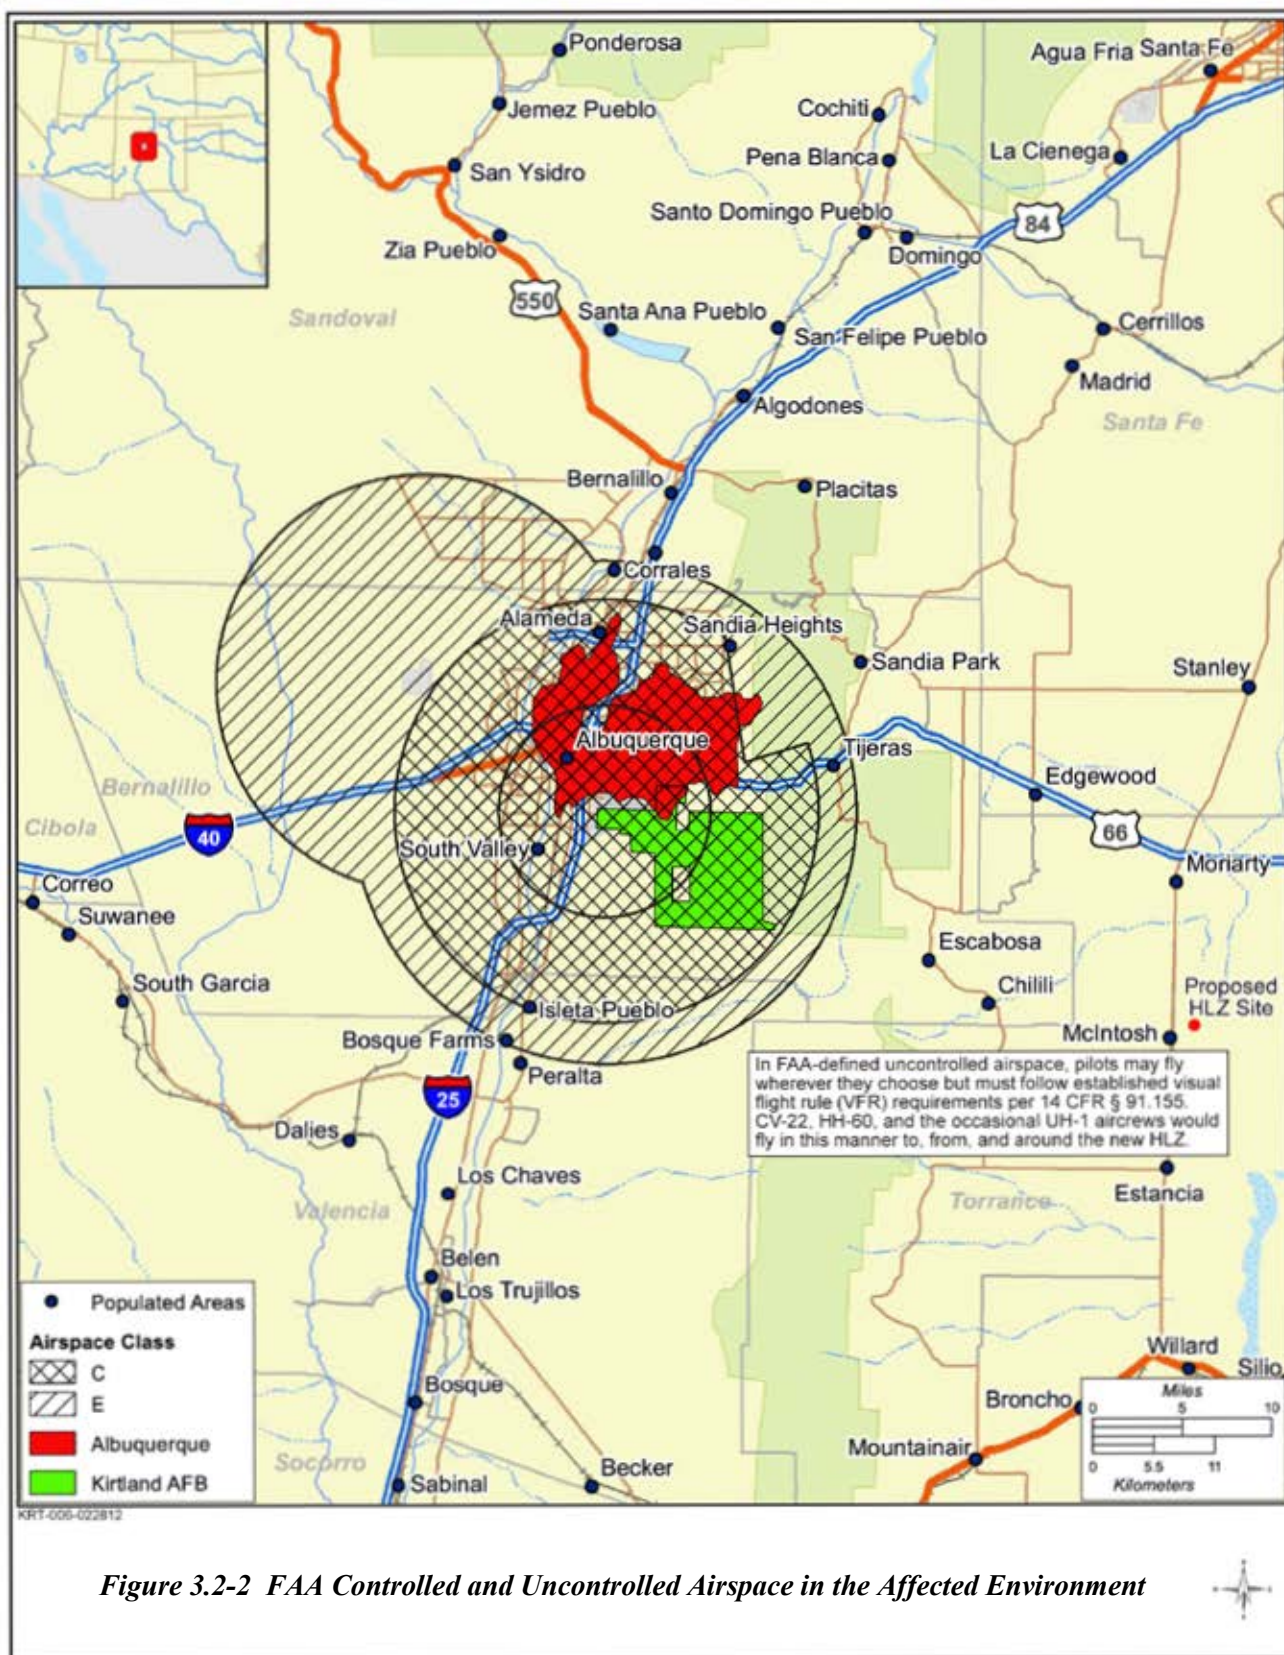 Ponderosa
Agua Fria
Santa Fe
Jemez Pueblo
Cochiti
San Ysidro
Pena Blanca
La Cienega
Santo Domingo Pueblo
84
Zia Pueblo
Domingo
550
Sandoval
Santa Ana Pueblo
San Felipe Pueblo
Cerrillos
Madrid
Algodones
Santa Fe
Bernalillo
Placitas
Corrales
Alameda
Sandia Heights
Sandia Park
Stanley
Albuquerque
Tijeras
Bernalillo
Edgewood
Cibola
40
66
South Valley
Moriarty
Correo
Suwanee
Escabosa
South Garcia
Chilili
Proposed
HLZ Site
Isleta Pueblo
McIntosh
Bosque Farms
Peralta
In FAA-defined uncontrolled airspace, pilots may fly
wherever they choose but must follow established visual
flight rule (VFR) requirements per 14 CFR § 91.155.
CV-22, HH-60, and the occasional UH-1 aircrews would
fly in this manner to, from, and around the new HLZ.
25
Dalies
Los Chaves
Estancia
Valencia
Torrance
Belen
Los Trujillos
Populated Areas
Airspace Class
C
E
Albuquerque
Kirtland AFB
Willard
Silio
Bosque
Broncho
Miles
0 5 10
0 5.5 11
Kilometers
Mountainair
Socorro
Becker
Sabinal
KRT-006-022812
Figure 3.2-2 FAA Controlled and Uncontrolled Airspace in the Affected Environment